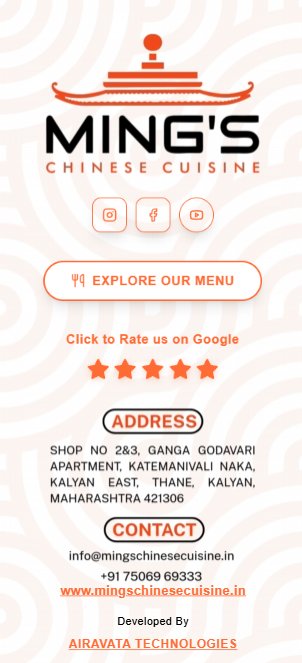 MING'S
CHINESE CUISINE
EXPLORE OUR MENU
Click to Rate us on Google
ADDRESS
SHOP NO 2&3, GANGA GODAVARI
APARTMENT, KATEMANIVALI NAKA,
KALYAN EAST, THANE, KALYAN,
MAHARASHTRA 421306
CONTACT
info@mingschinesecuisine.in
+91 75069 69333
www.mingschinesecuisine.in
Developed By
AIRAVATA TECHNOLOGIES